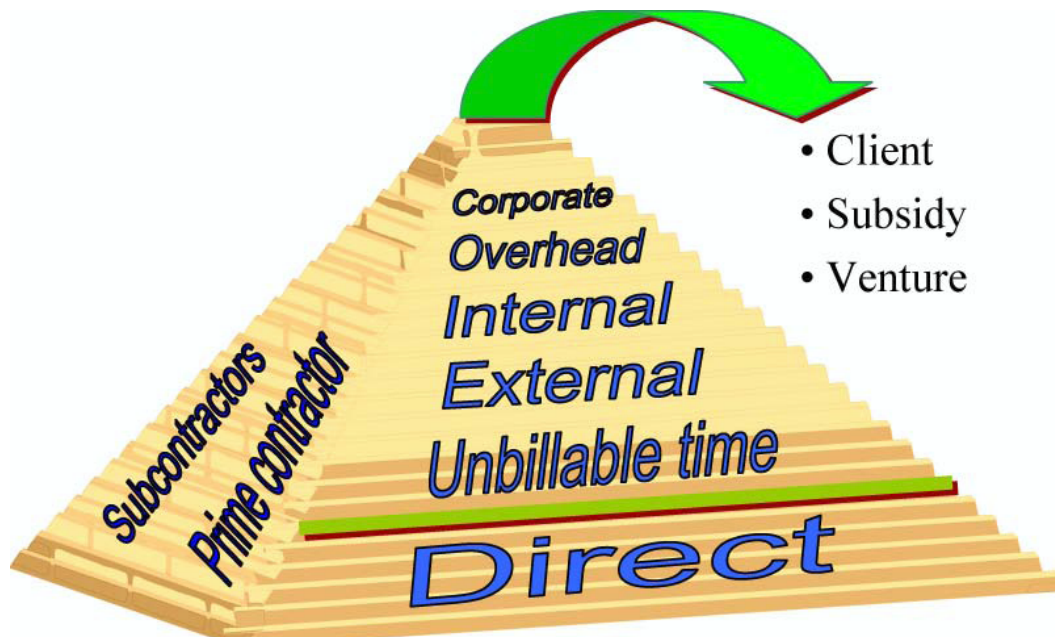 Corporate
Overhead
Internal
External
Unbillable time
Direct
Subcontractors
Prime contractor
• Client
• Subsidy
• Venture